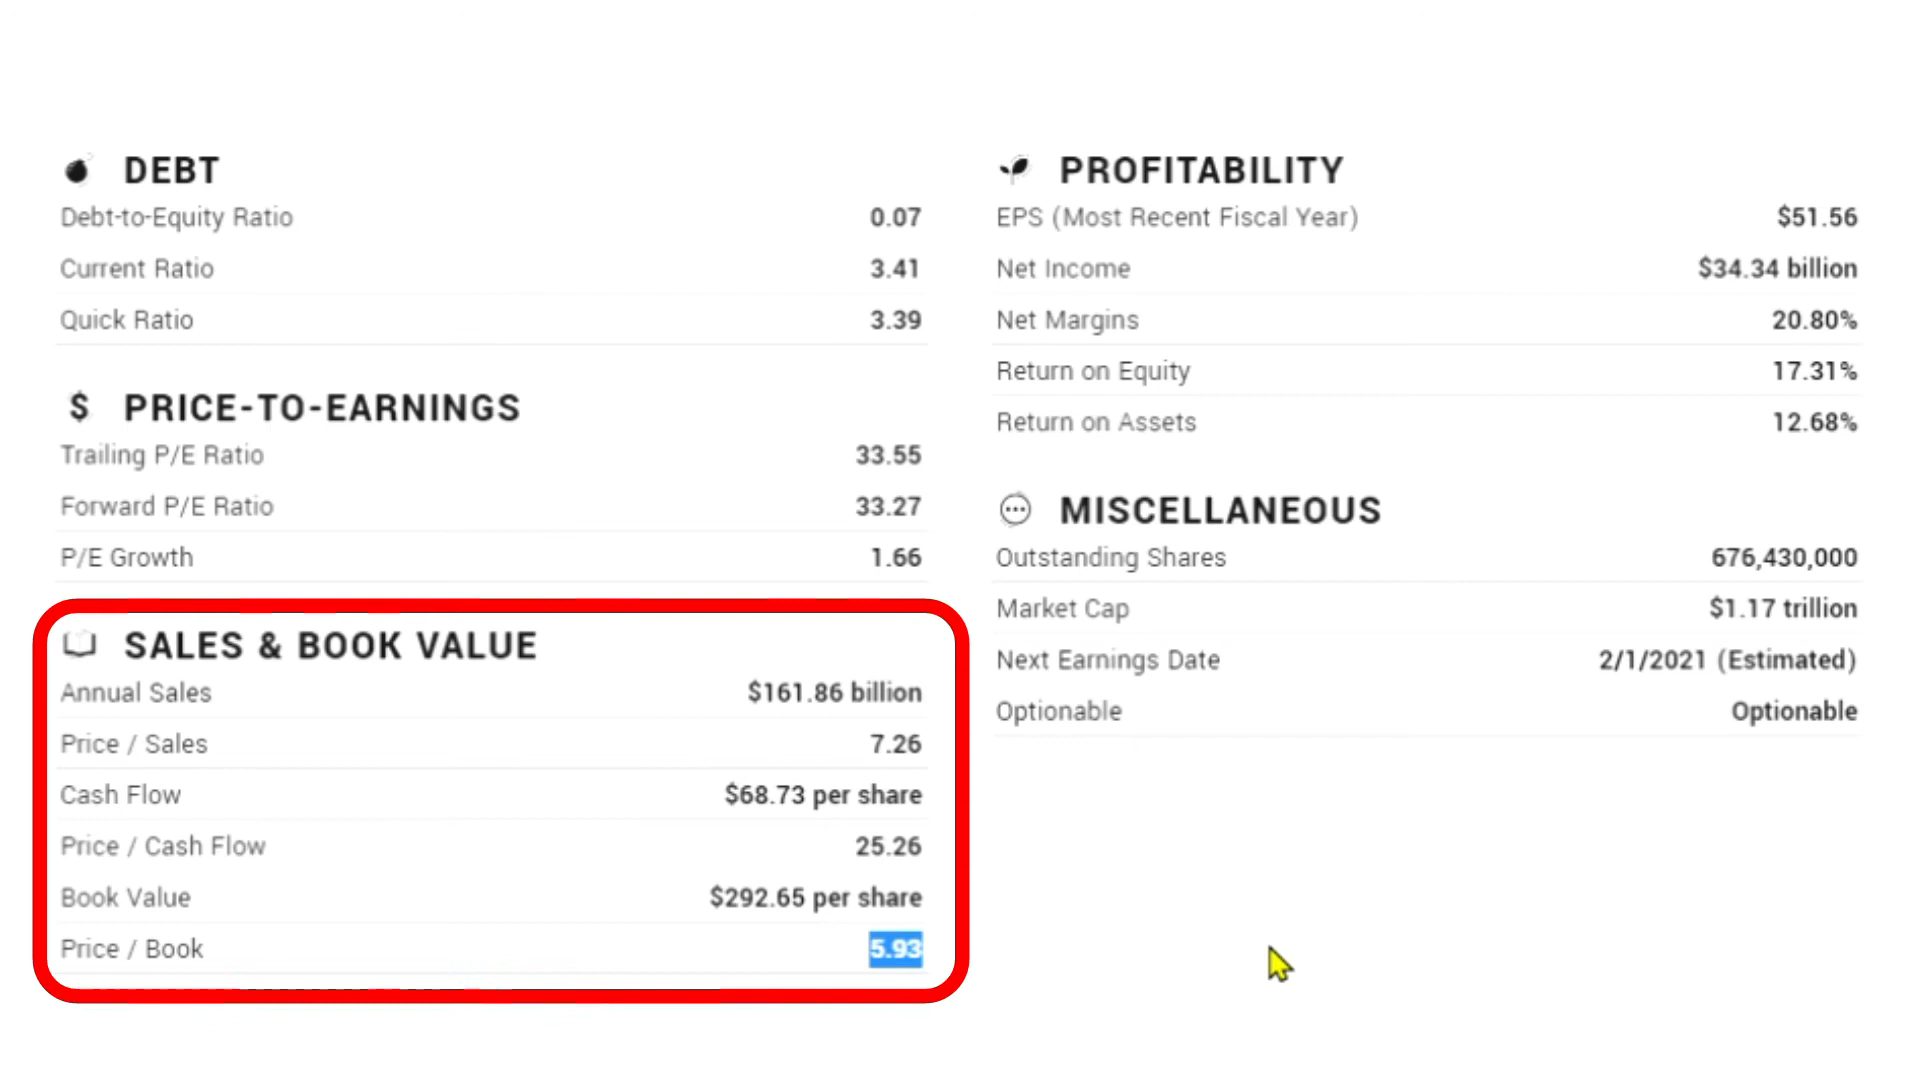 DEBT
Debt-to-Equity Ratio 0.07
Current Ratio 3.41
Quick Ratio 3.39
$ PRICE-TO-EARNINGS
Trailing P/E Ratio 33.55
Forward P/E Ratio 33.27
P/E Growth 1.66
SALES & BOOK VALUE
Annual Sales $161.86 billion
Price / Sales 7.26
Cash Flow $68.73 per share
Price / Cash Flow 25.26
Book Value $292.65 per share
Price / Book 5.93
PROFITABILITY
EPS (Most Recent Fiscal Year) $51.56
Net Income $34.34 billion
Net Margins 20.80%
Return on Equity 17.31%
Return on Assets 12.68%
MISCELLANEOUS
Outstanding Shares 676,430,000
Market Cap $1.17 trillion
Next Earnings Date 2/1/2021 (Estimated)
Optionable Optionable